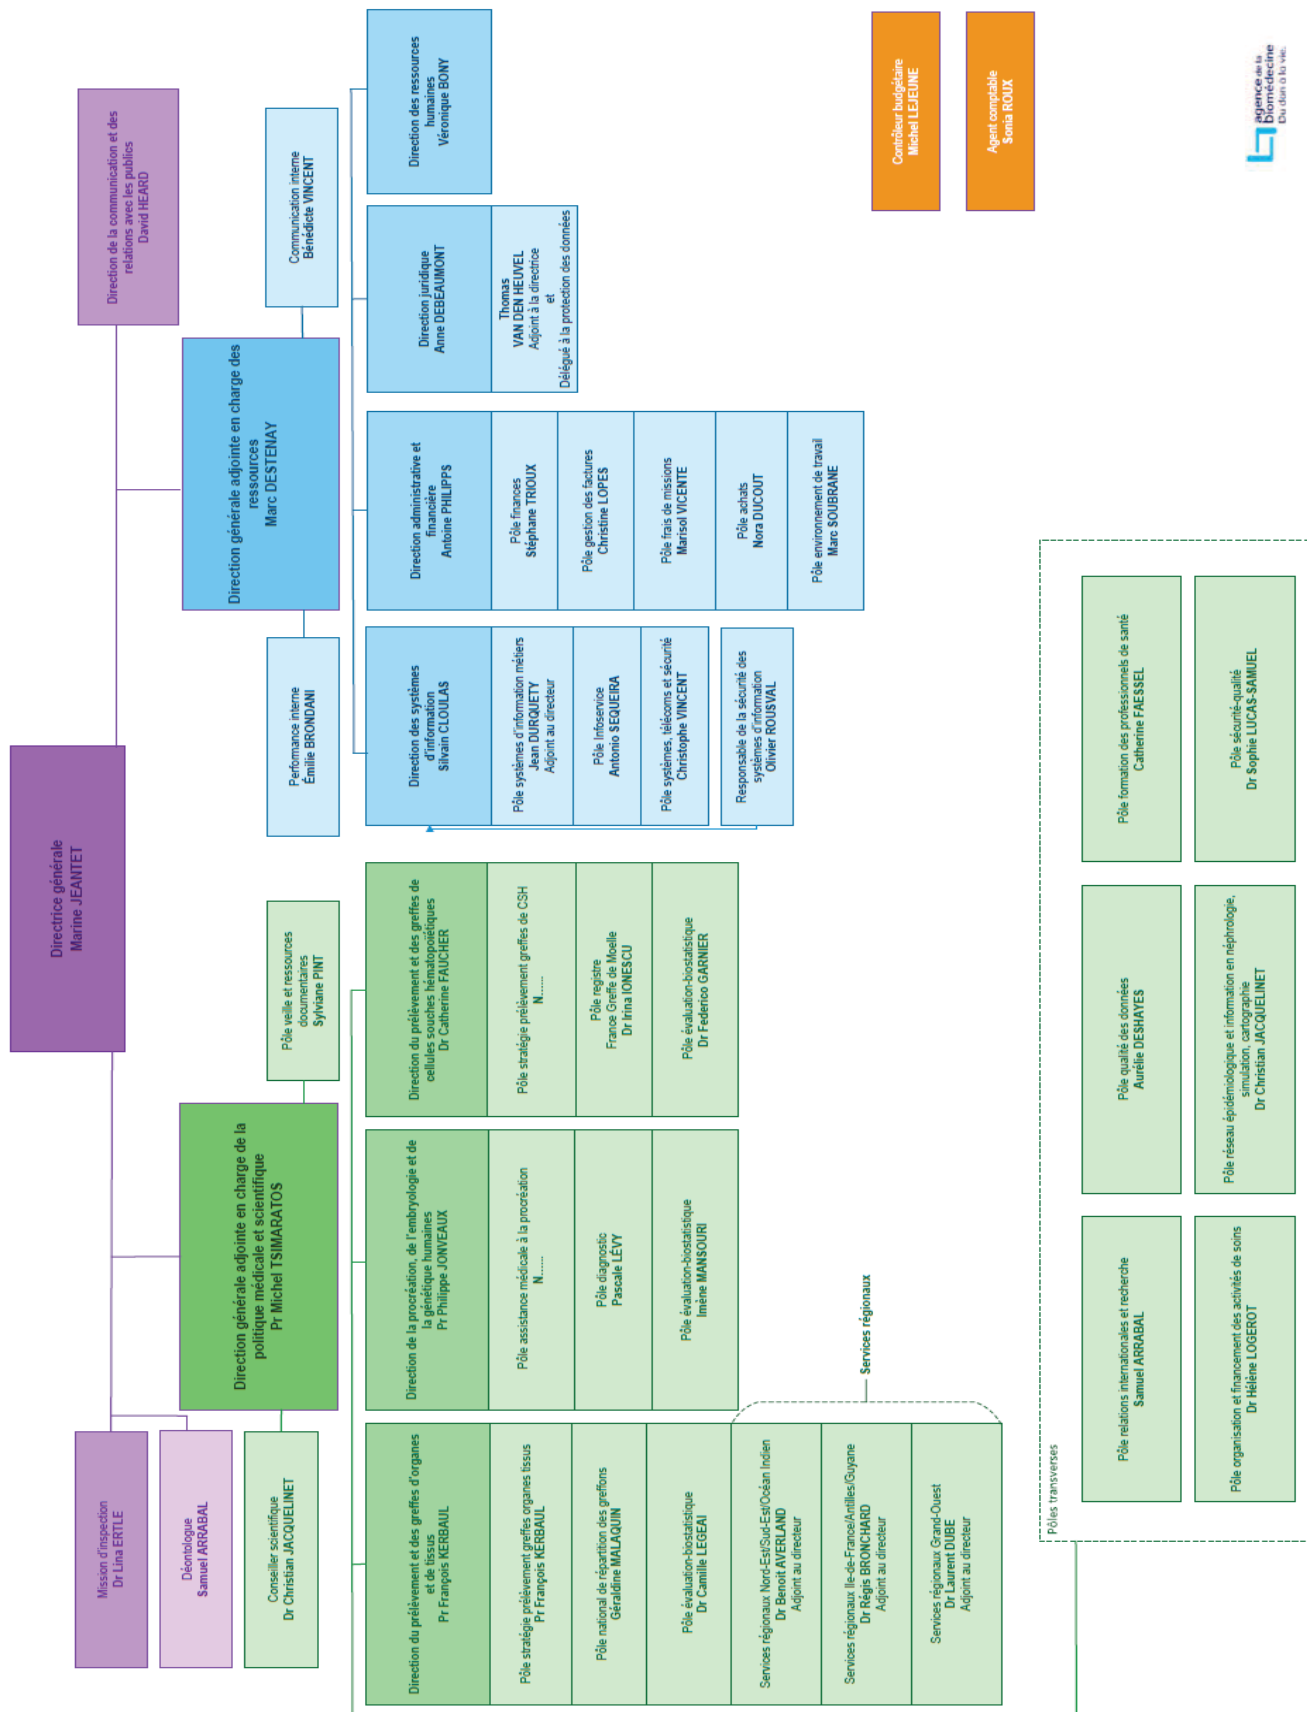 Directrice générale
Marine JEANTET
Mission d'inspection
Dr Lina ERTLE
Déontologue
Samuel ARRABAL
Direction de la communication et des
relations avec les publics
David HEARD
Direction générale adjointe en charge de la
politique médicale et scientifique
Pr Michel TSIMARATOS
Conseiller scientifique
Dr Christian JACQUELINET
Pôle veille et ressources
documentaires
Sylviane PINT
Direction générale adjointe en charge des
ressources
Marc DESTENAY
Performance interne
Émilie BRONDANI
Communication interne
Bénédicte VINCENT
Direction du prélèvement et des greffes d'organes
et de tissus
Pr François KERBAUL
Pôle stratégie prélèvement greffes organes tissus
Pr François KERBAUL
Pôle national de répartition des greffons
Géraldine MALAQUIN
Pôle évaluation-biostatistique
Dr Camille LEGEAI
Services régionaux Nord-Est/Sud-Est/Océan Indien
Dr Benoit AVERLAND
Adjoint au directeur
Services régionaux Ile-de-France/Antilles/Guyane
Dr Régis BRONCHARD
Adjoint au directeur
Services régionaux Grand-Ouest
Dr Laurent DUBE
Adjoint au directeur
Services régionaux
Direction de la procréation, de l'embryologie et de
la génétique humaines
Pr Philippe JONVEAUX
Pôle assistance médicale à la procréation
N......
Pôle diagnostic
Pascale LÉVY
Pôle évaluation-biostatistique
Imène MANSOURI
Direction du prélèvement et des greffes de
cellules souches hématopoïétiques
Dr Catherine FAUCHER
Pôle stratégie prélèvement greffes de CSH
N......
Pôle registre
France Greffe de Moelle
Dr Irina IONESCU
Pôle évaluation-biostatistique
Dr Federico GARNIER
Direction des systèmes
d'information
Silvain CLOULAS
Pôle systèmes d'information métiers
Jean DURQUETY
Adjoint au directeur
Pôle Infoservice
Antonio SEQUEIRA
Pôle systèmes, télécoms et sécurité
Christophe VINCENT
Responsable de la sécurité des
systèmes d'information
Olivier ROUSVAL
Direction administrative et
financière
Antoine PHILIPPS
Pôle finances
Stéphane TRIOUX
Pôle gestion des factures
Christine LOPES
Pôle frais de missions
Marisol VICENTE
Pôle achats
Nora DUCOUT
Pôle environnement de travail
Marc SOUBRANE
Direction juridique
Anne DEBEAUMONT
Thomas
VAN DEN HEUVEL
Adjoint à la directrice
et
Délégué à la protection des données
Direction des ressources
humaines
Véronique BONY
Contrôleur budgétaire
Michel LEJEUNE
Agent comptable
Sonia ROUX
Pôles transverses
Pôle relations internationales et recherche
Samuel ARRABAL
Pôle qualité des données
Aurélie DESHAYES
Pôle formation des professionnels de santé
Catherine FAESSEL
Pôle organisation et financement des activités de soins
Dr Hélène LOGEROT
Pôle réseau épidémiologique et information en néphrologie,
simulation, cartographie
Dr Christian JACQUELINET
Pôle sécurité-qualité
Dr Sophie LUCAS-SAMUEL
agence de la
biomédecine
Du don à la vie.